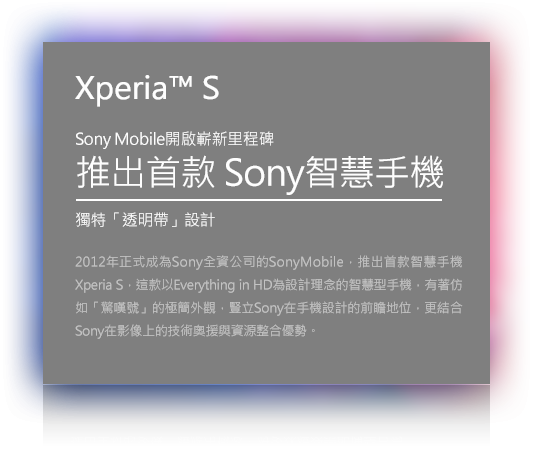 Xperia™ S
Sony Mobile開啟嶄新里程碑
推出首款 Sony智慧手機
獨特「透明帶」設計
2012年正式成為Sony全資公司的SonyMobile，推出首款智慧手機
Xperia S，這款以Everything in HD為設計理念的智慧型手機，有著仿
如「驚嘆號」的極簡外觀，豎立Sony在手機設計的前瞻地位，更結合
Sony在影像上的技術奧援與資源整合優勢。